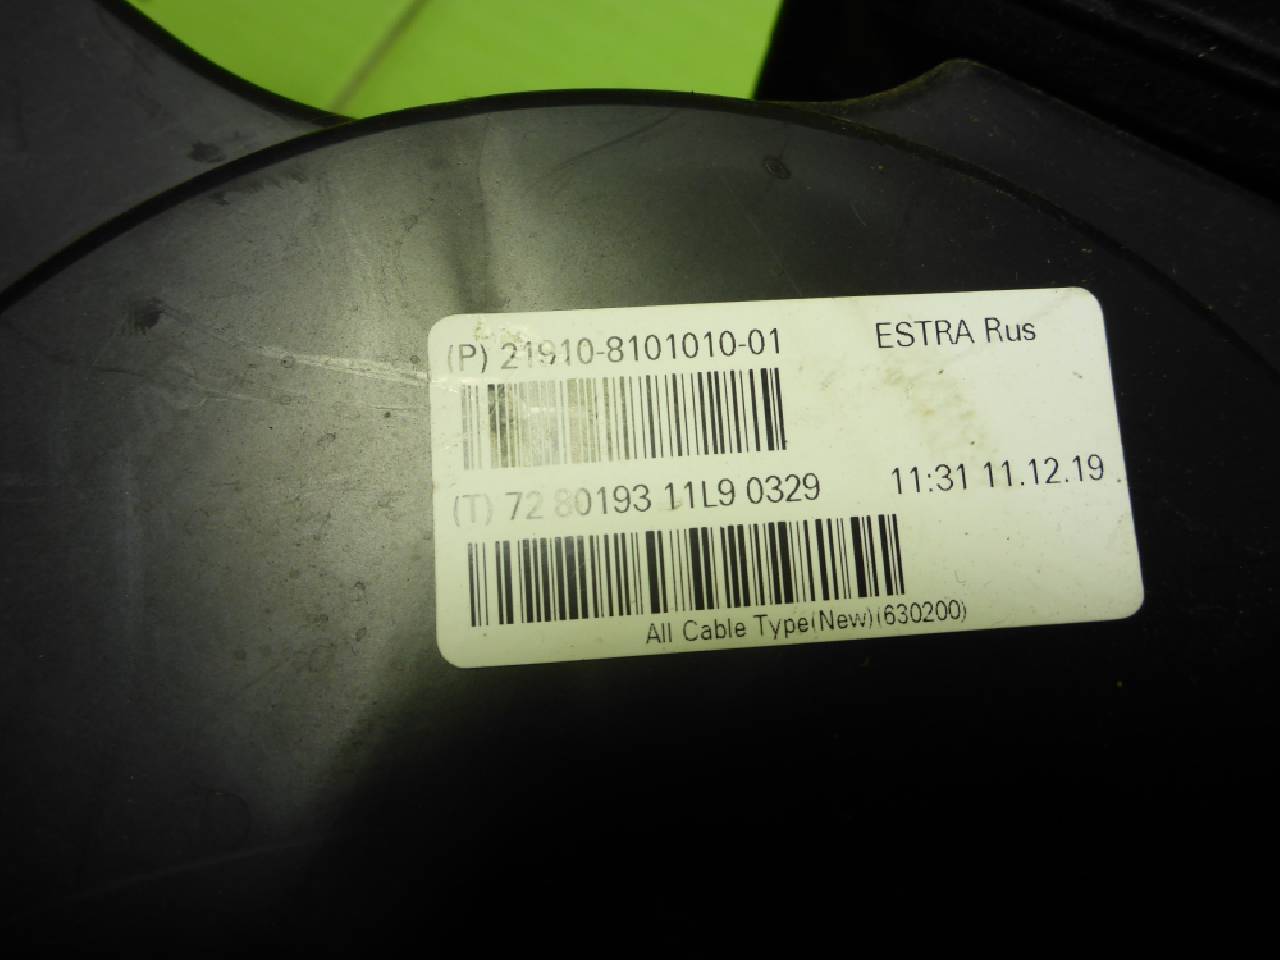 (P) 21910-8101010-01 ESTRA Rus
(T) 72 80193 11L9 0329 11:31 11.12.19
All Cable Type(New)(630200)